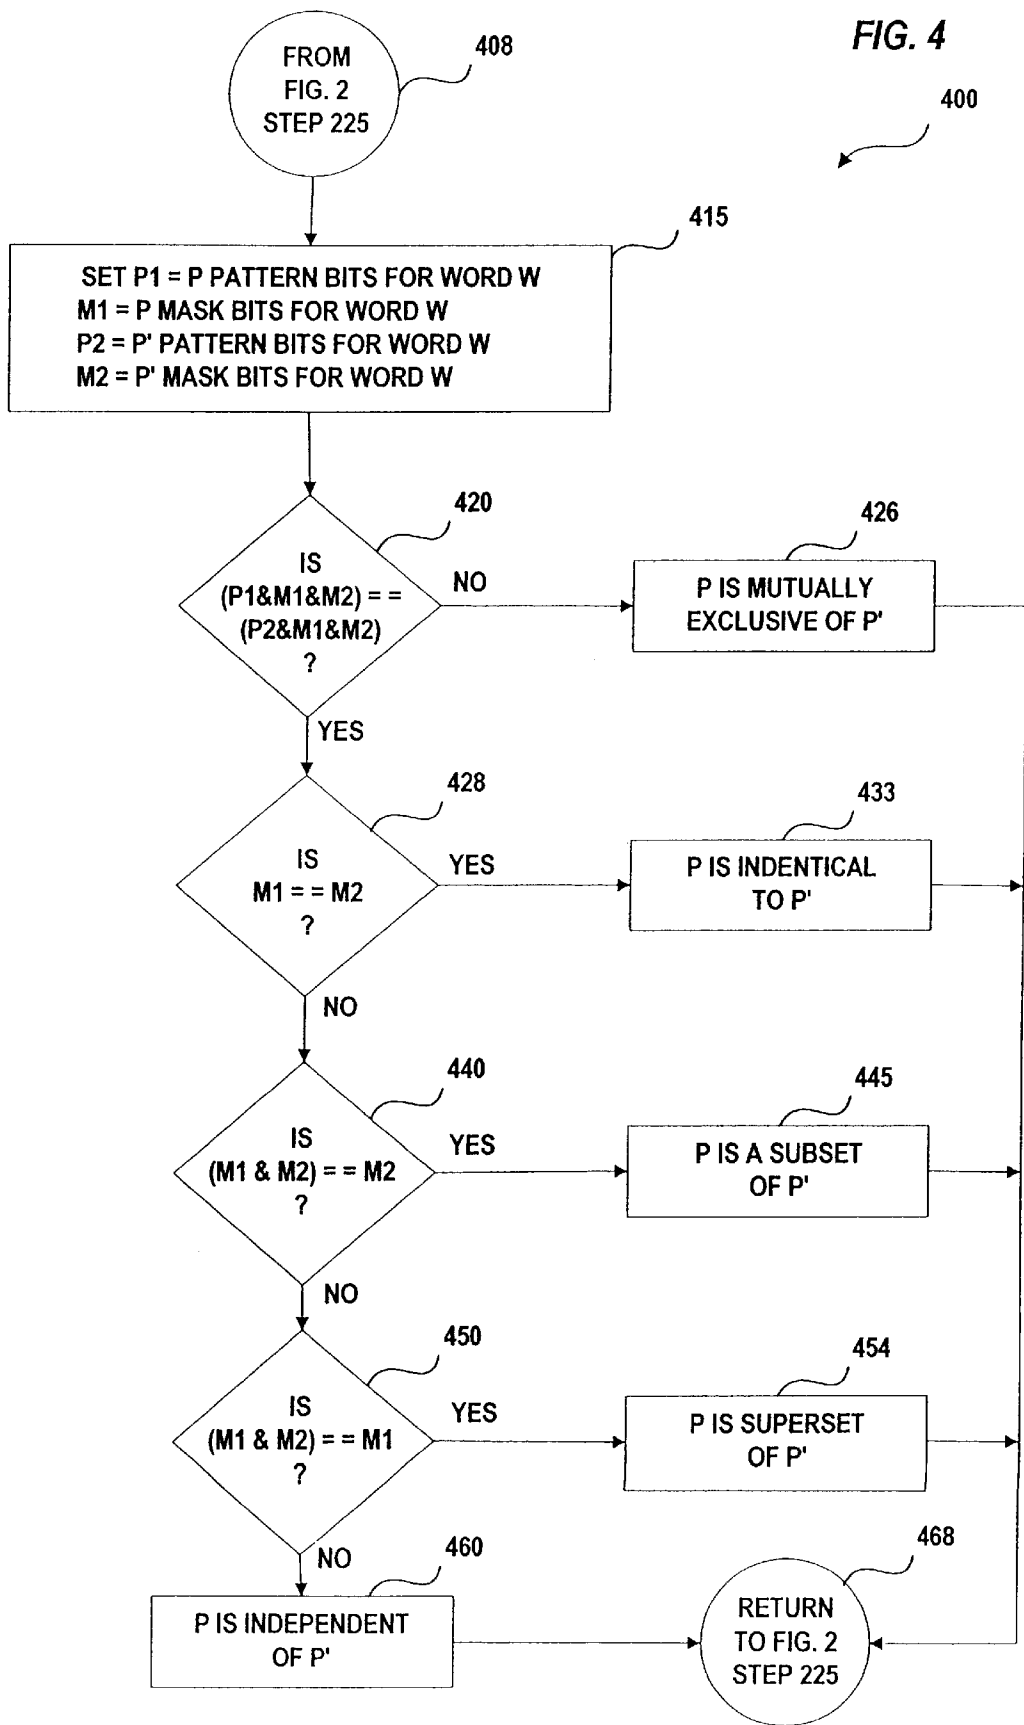 FIG. 4
FROM
FIG. 2
STEP 225
408
400
415
SET P1 = P PATTERN BITS FOR WORD W
M1 = P MASK BITS FOR WORD W
P2 = P' PATTERN BITS FOR WORD W
M2 = P' MASK BITS FOR WORD W
420
IS
(P1&M1&M2) = =
(P2&M1&M2)
?
NO
426
P IS MUTUALLY
EXCLUSIVE OF P'
YES
428
IS
M1 = = M2
?
YES
433
P IS INDENTICAL
TO P'
NO
440
IS
(M1 & M2) = = M2
?
YES
445
P IS A SUBSET
OF P'
NO
450
IS
(M1 & M2) = = M1
?
YES
454
P IS SUPERSET
OF P'
NO
460
P IS INDEPENDENT
OF P'
468
RETURN
TO FIG. 2
STEP 225